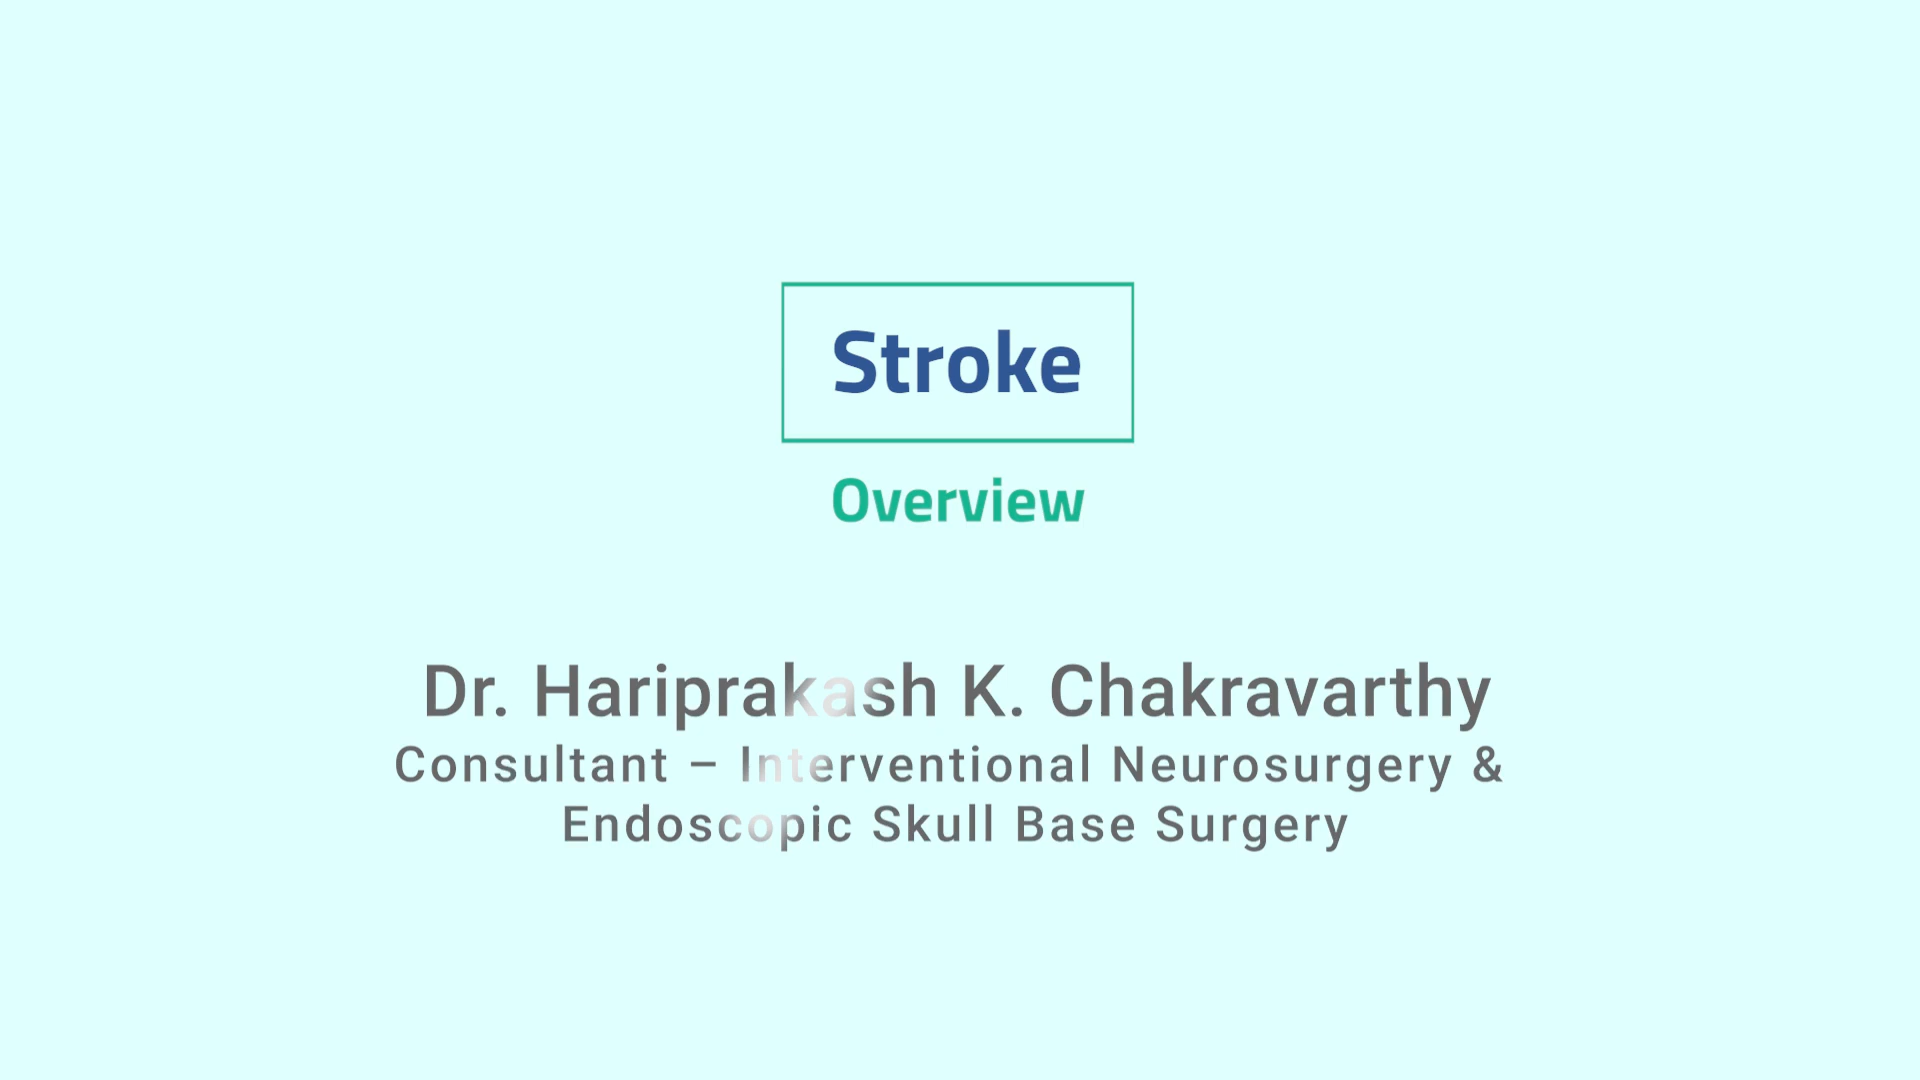 Stroke
Overview
Dr. Hariprakash K. Chakravarthy
Consultant – Interventional Neurosurgery &
Endoscopic Skull Base Surgery